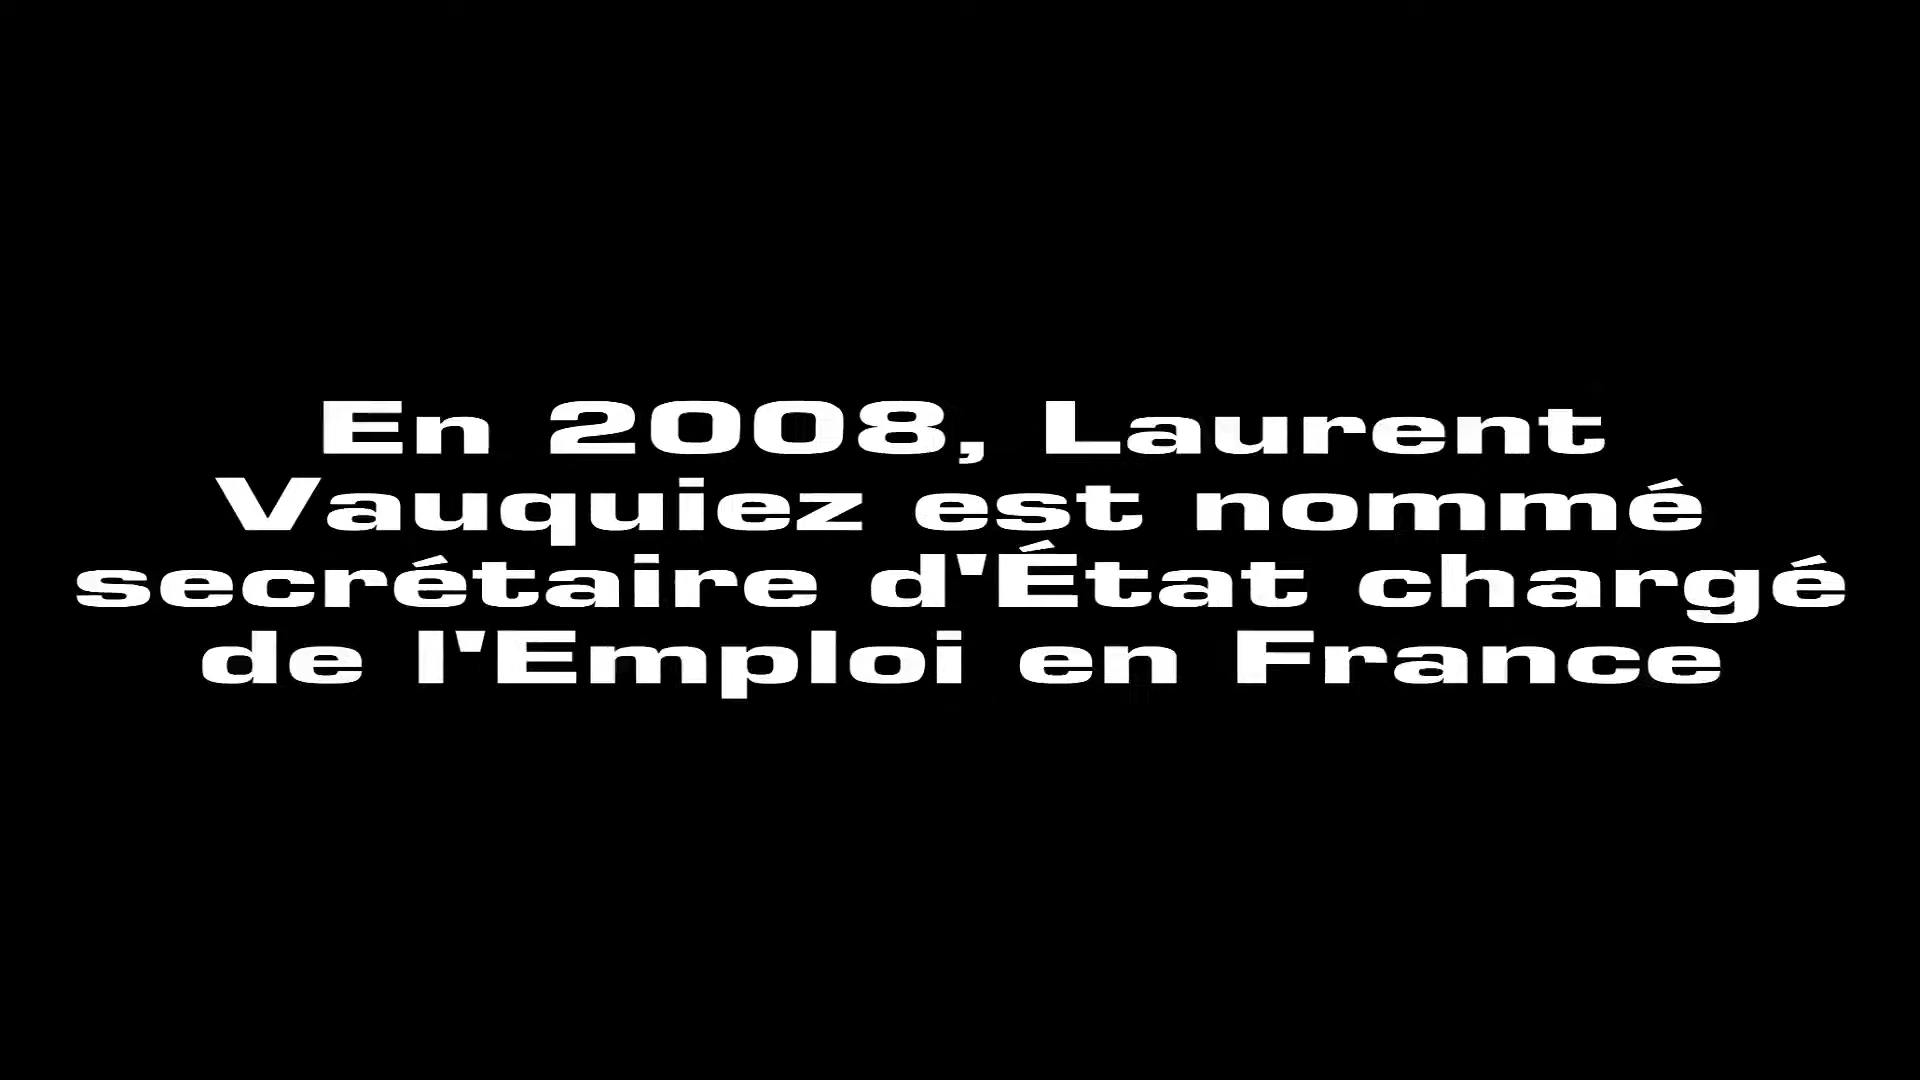 En 2008, Laurent
Vauquiez est nommé
secrétaire d'État chargé
de l'Emploi en France